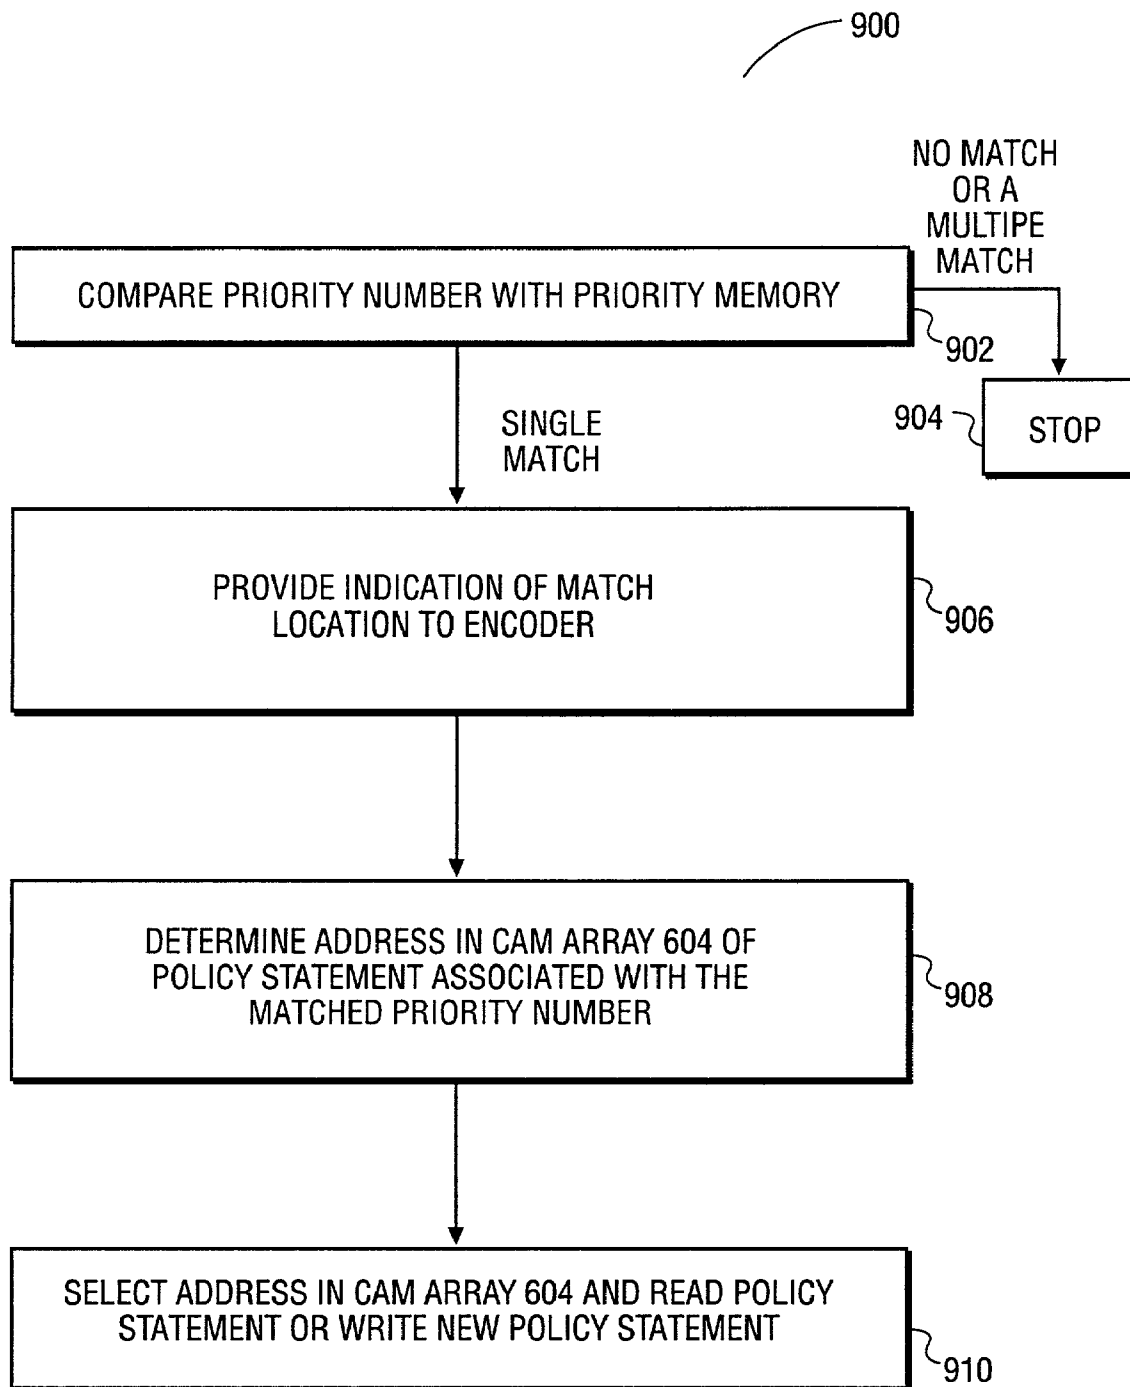 900
NO MATCH
OR A
MULTIPE
MATCH
COMPARE PRIORITY NUMBER WITH PRIORITY MEMORY
902
904
STOP
SINGLE
MATCH
PROVIDE INDICATION OF MATCH
LOCATION TO ENCODER
906
DETERMINE ADDRESS IN CAM ARRAY 604 OF
POLICY STATEMENT ASSOCIATED WITH THE
MATCHED PRIORITY NUMBER
908
SELECT ADDRESS IN CAM ARRAY 604 AND READ POLICY
STATEMENT OR WRITE NEW POLICY STATEMENT
910